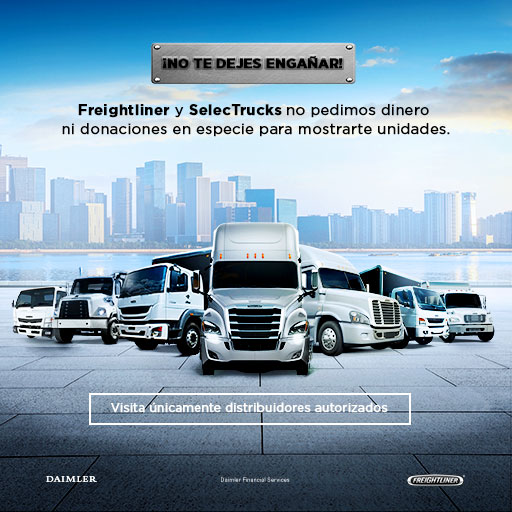 ¡NO TE DEJES ENGAÑAR!
Freightliner y SelecTrucks no pedimos dinero
ni donaciones en especie para mostrarte unidades.
Visita únicamente distribuidores autorizados
DAIMLER
Daimler Financial Services
FREIGHTLINER